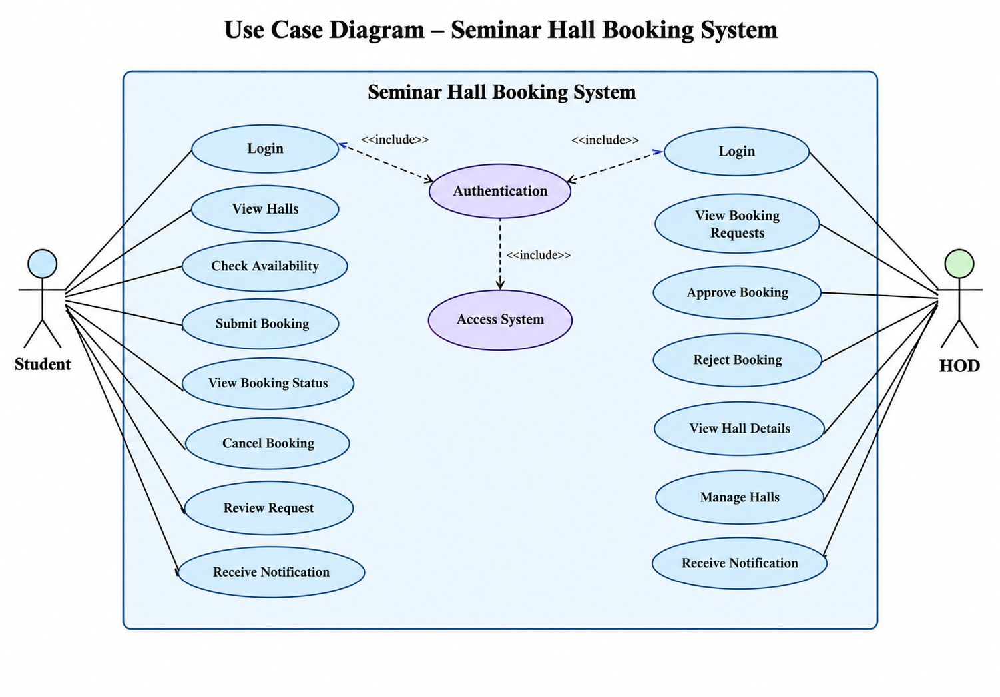 Use Case Diagram – Seminar Hall Booking System
Seminar Hall Booking System
Login
<<include>>
<<include>>
Login
Authentication
View Halls
View Booking
Requests
<<include>>
Check Availability
Approve Booking
Access System
Submit Booking
Reject Booking
Student
HOD
View Booking Status
View Hall Details
Cancel Booking
Manage Halls
Review Request
Receive Notification
Receive Notification